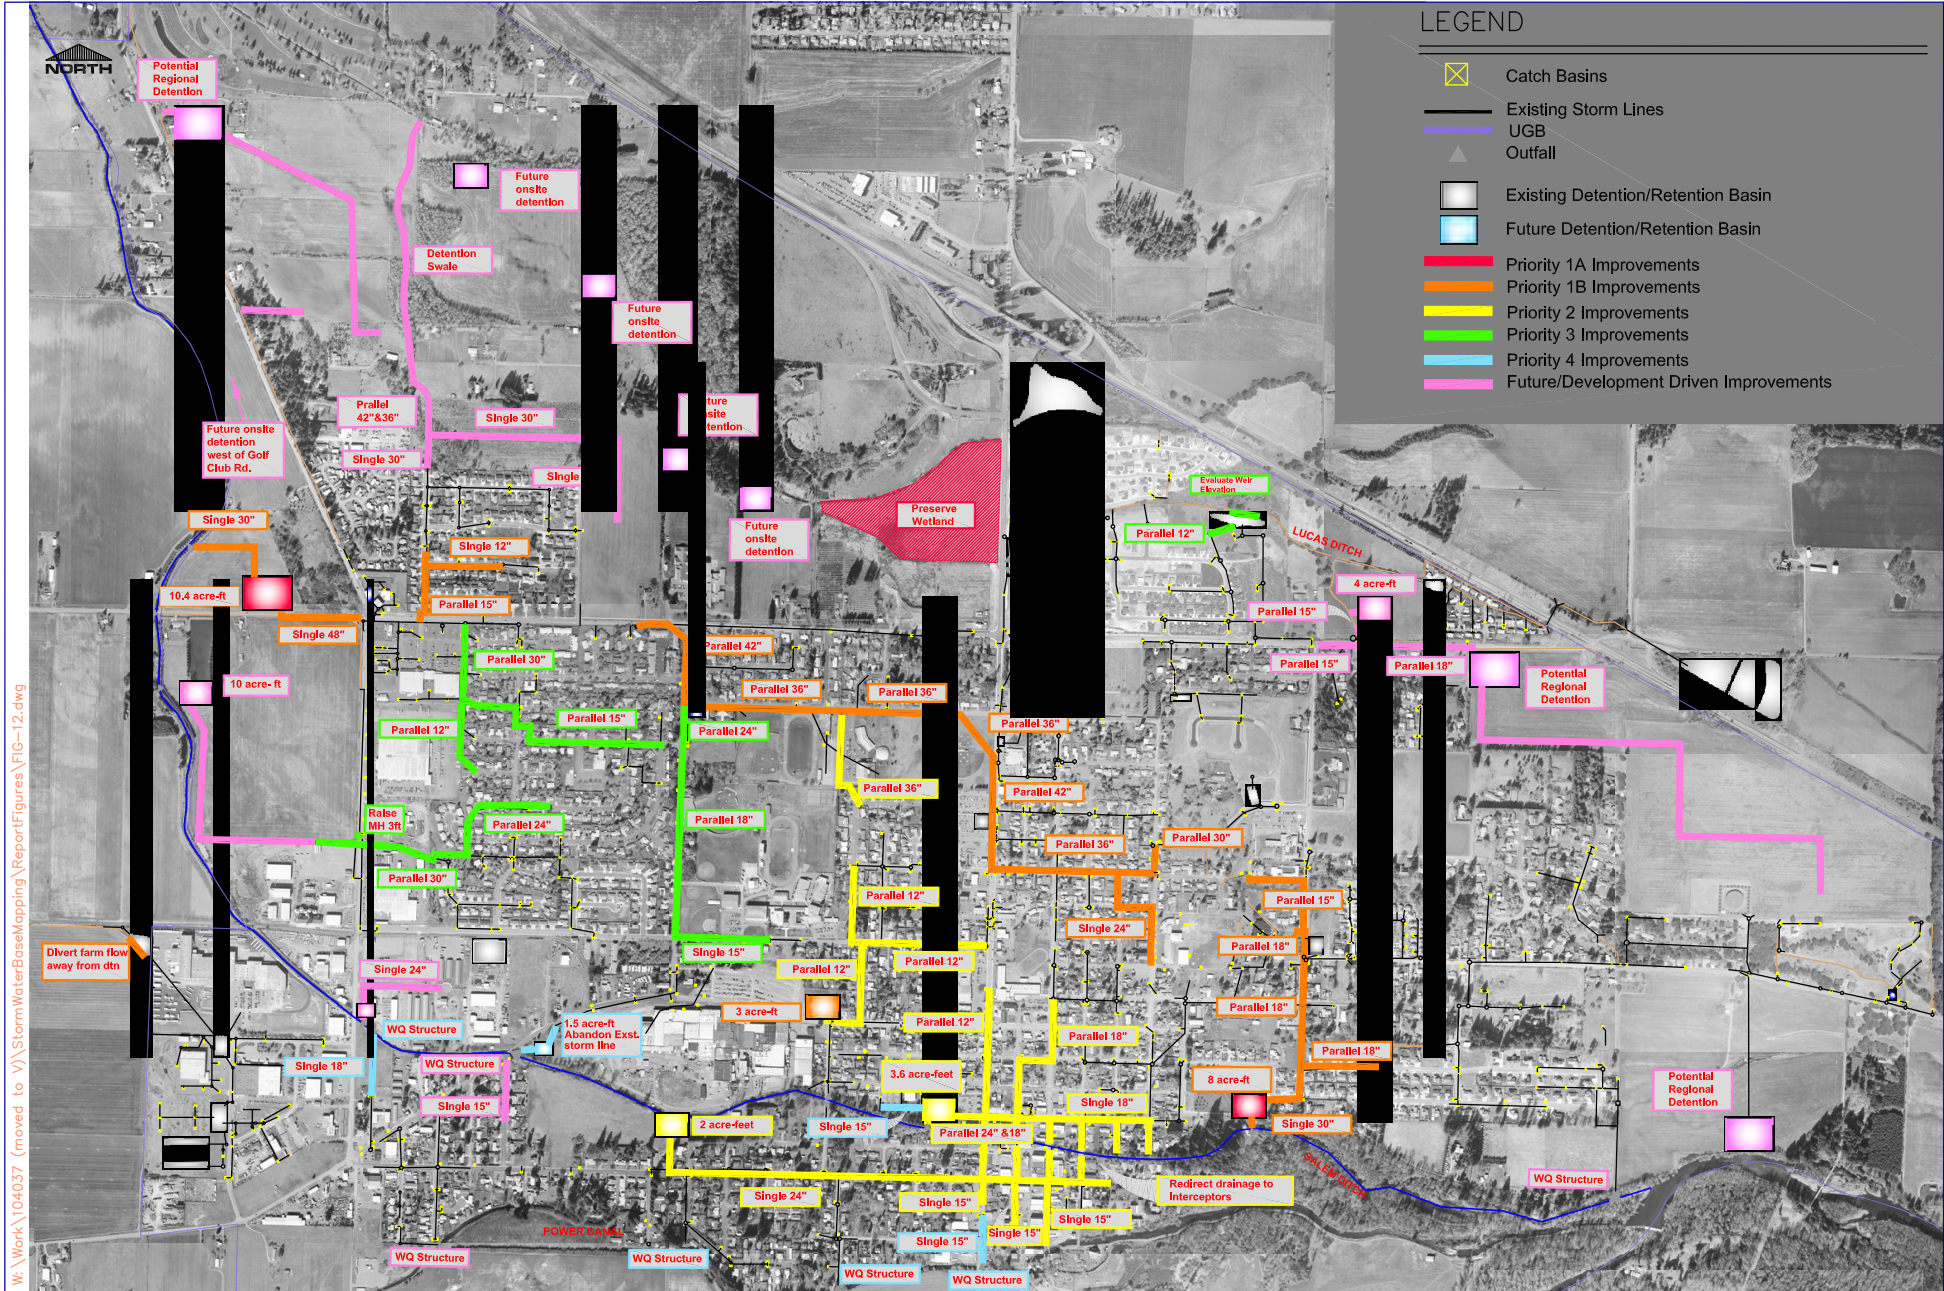 LEGEND
Catch Basins
Existing Storm Lines
UGB
Outfall
Existing Detention/Retention Basin
Future Detention/Retention Basin
Priority 1A Improvements
Priority 1B Improvements
Priority 2 Improvements
Priority 3 Improvements
Priority 4 Improvements
Future/Development Driven Improvements
NORTH
Potential
Regional
Detention
Future
onsite
detention
Detention
Swale
Future
onsite
detention
Prallel
42"&36"
Single 30"
Single 30"
Single
Future onsite
detention
west of Golf
Club Rd.
Future
onsite
detention
Preserve
Wetland
Evaluate Weir
Elevation
Parallel 12"
LUCAS DITCH
Single 30"
Single 12"
10.4 acre-ft
Parallel 15"
Single 48"
4 acre-ft
Parallel 15"
Parallel 15"
Parallel 18"
Potential
Regional
Detention
Parallel 42"
Parallel 30"
Parallel 36"
Parallel 36"
10 acre- ft
Parallel 12"
Parallel 15"
Parallel 24"
Parallel 36"
Parallel 36"
Parallel 42"
Raise
MH 3ft
Parallel 24"
Parallel 18"
Parallel 36"
Parallel 30"
Parallel 30"
Parallel 12"
Parallel 15"
Single 24"
Parallel 18"
Divert farm flow
away from dtn
Single 15"
Parallel 12"
Parallel 12"
Single 24"
3 acre-ft
Parallel 18"
WQ Structure
1.5 acre-ft
Abandon Exst.
storm line
Parallel 12"
Parallel 18"
Parallel 18"
Single 18"
WQ Structure
3.6 acre-feet
8 acre-ft
Potential
Regional
Detention
Single 15"
2 acre-feet
Single 15"
Single 18"
Parallel 24" &18"
Single 30"
SALEM DITCH
WQ Structure
Single 24"
Single 15"
Redirect drainage to
Interceptors
POWER CANAL
Single 15"
Single 15"
Single 15"
WQ Structure
WQ Structure
WQ Structure
WQ Structure
W:\Work\104037 (moved to V)\StormWaterBaseMapping\ReportFigures\FIG-12.dwg